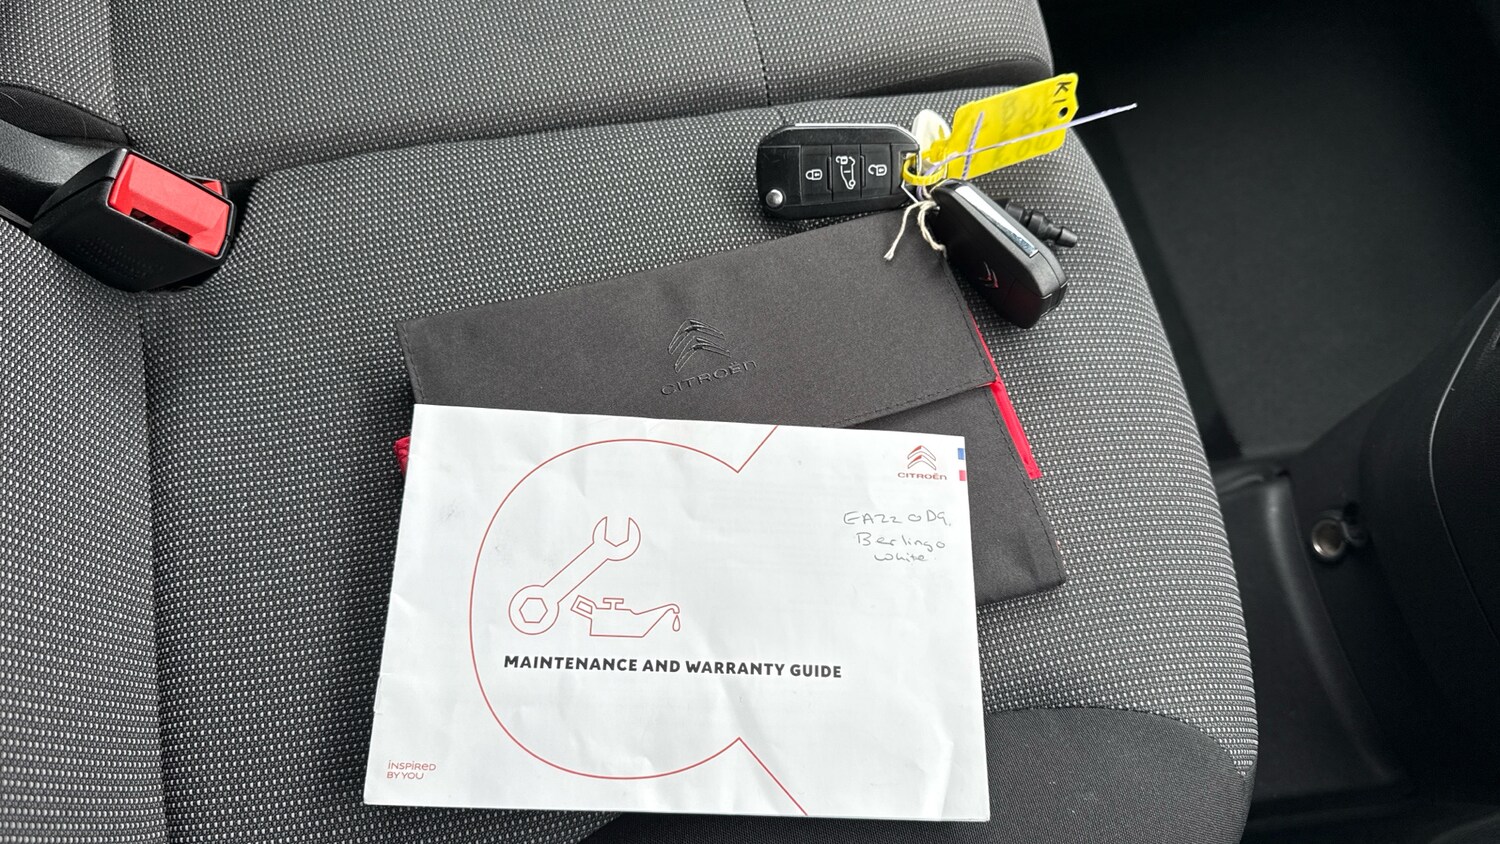 CITROËN
CITROËN
EA22 ODG.
Berlingo
White
MAINTENANCE AND WARRANTY GUIDE
INSPIRED
BY YOU